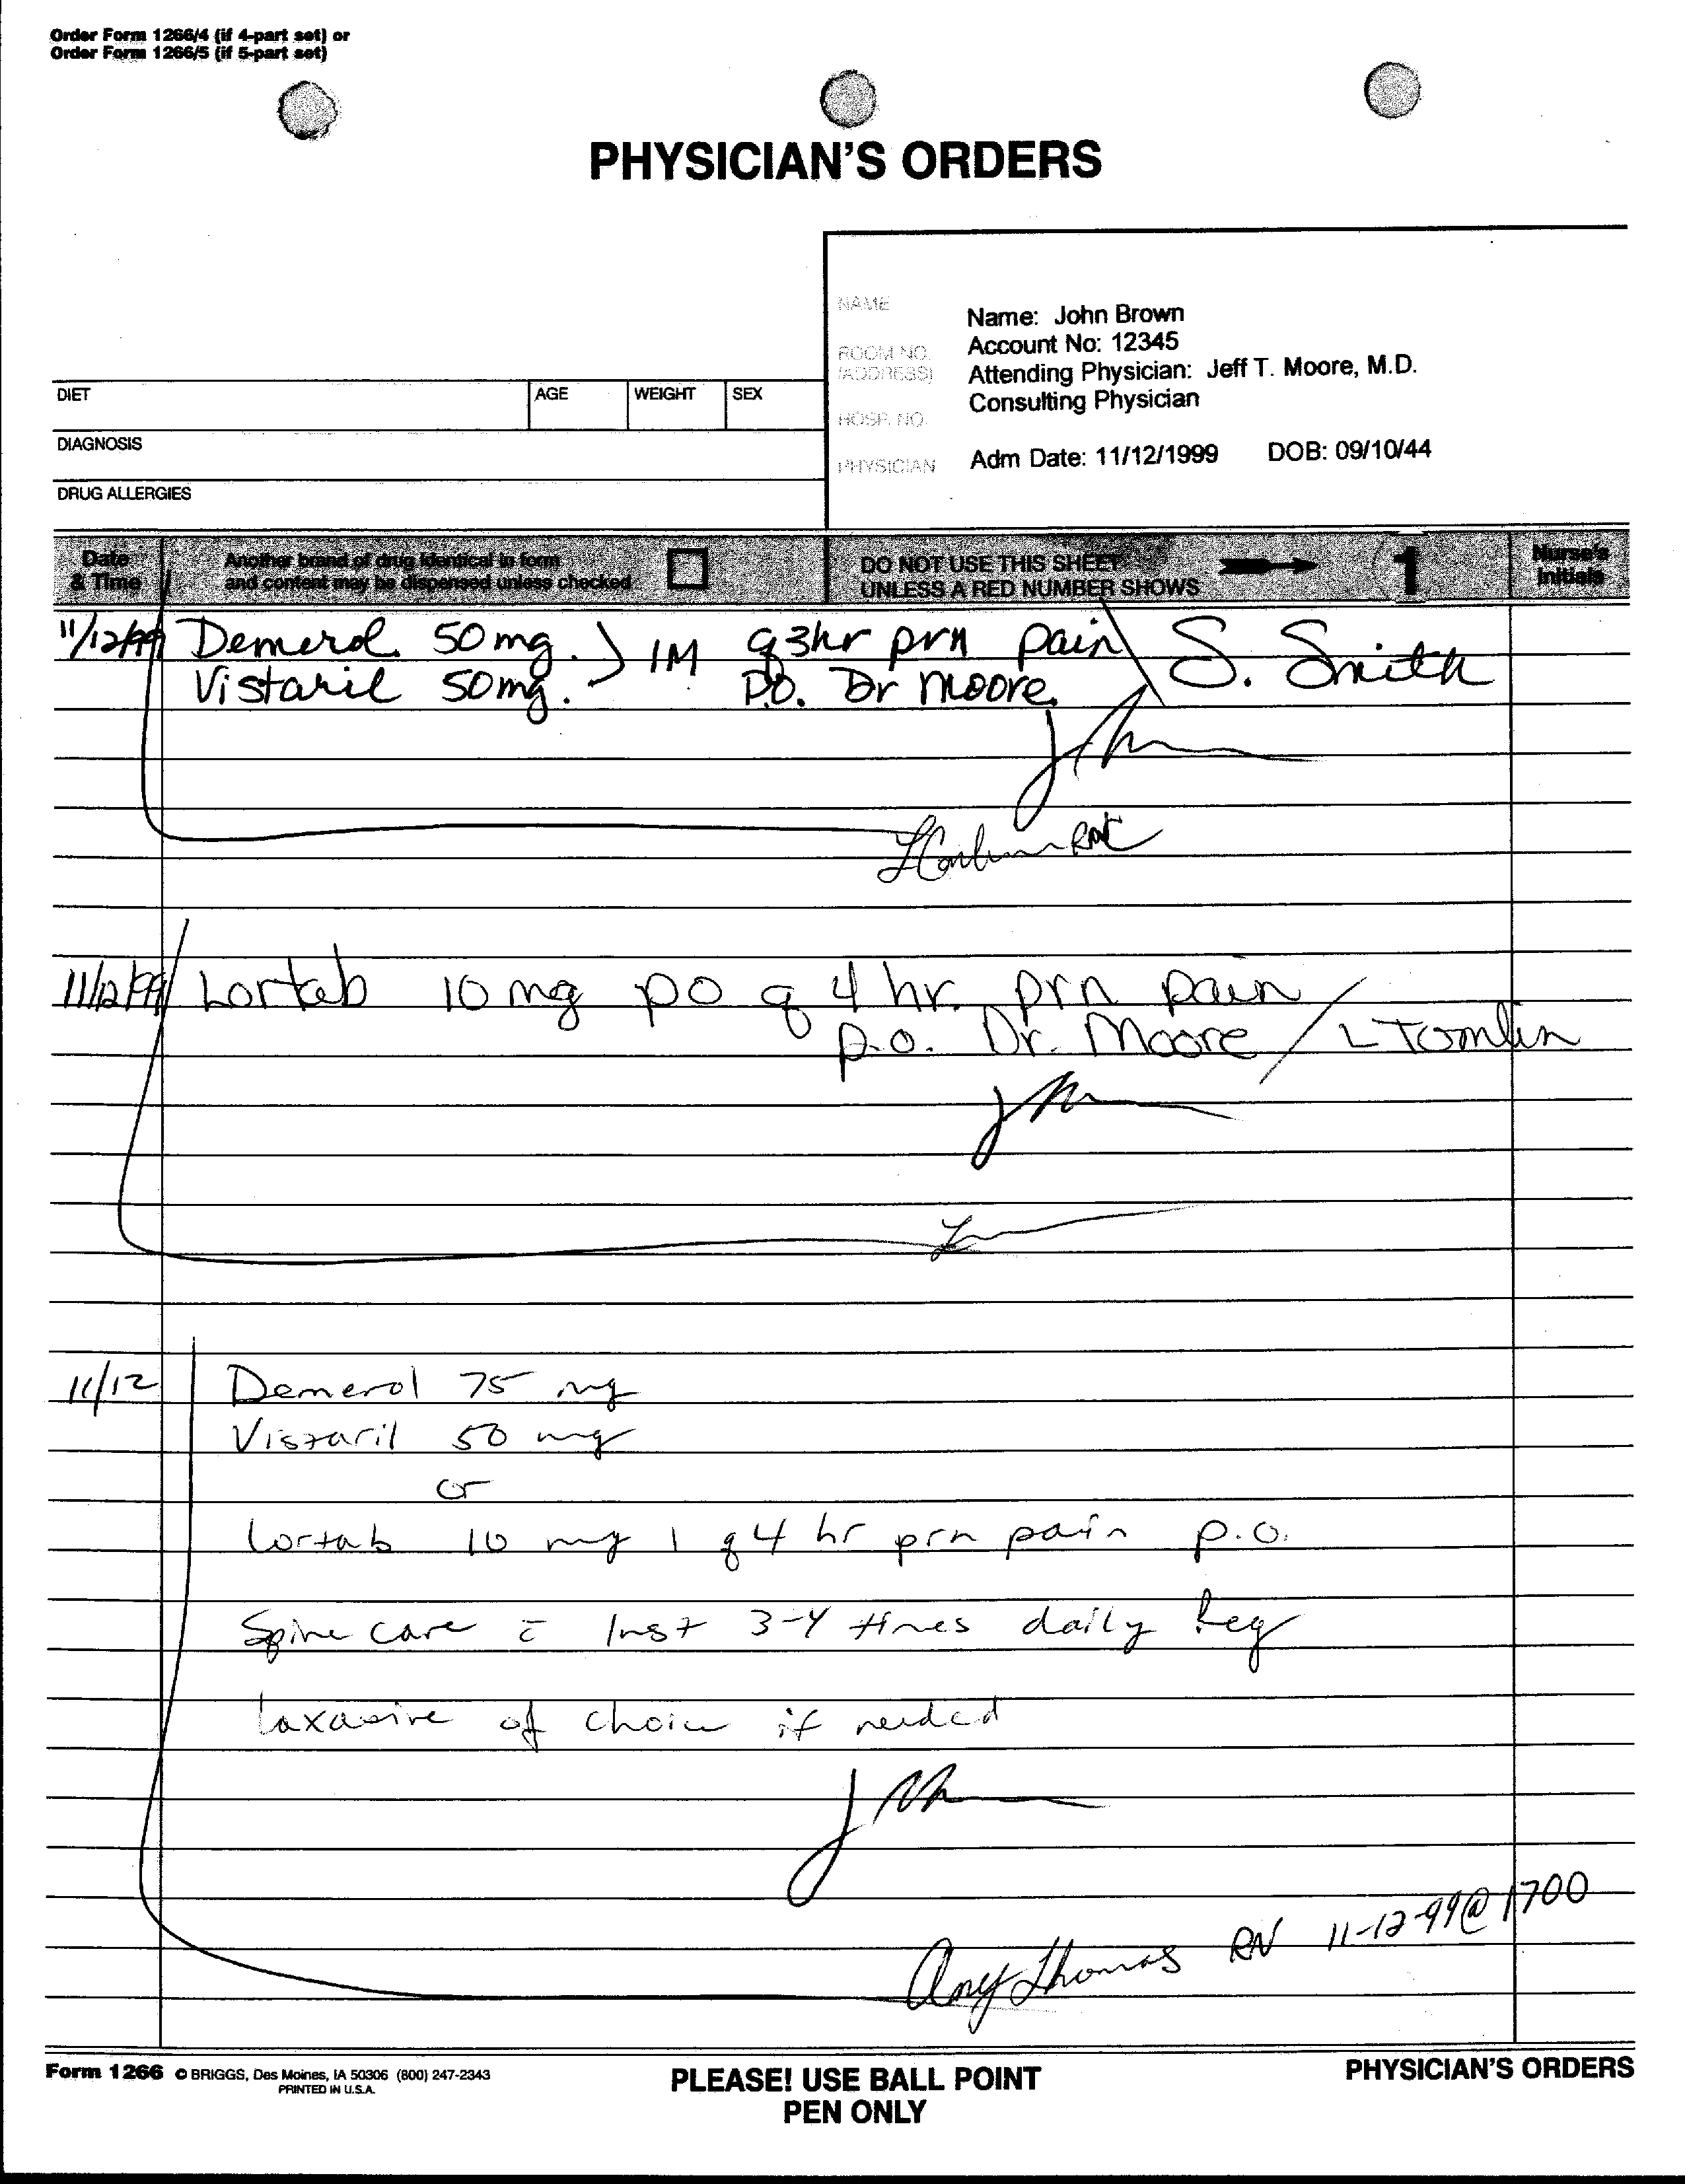 Order Form 1266/4 (if 4-part set) or
Order Form 1266/5 (if 5-part set)
PHYSICIAN'S ORDERS
NAME
Name: John Brown
ROOM NO.
(ADDRESS)
Account No: 12345
Attending Physician: Jeff T. Moore, M.D.
HOSP. NO.
Consulting Physician
PHYSICIAN
Adm Date: 11/12/1999 DOB: 09/10/44
DIET AGE WEIGHT SEX
DIAGNOSIS
DRUG ALLERGIES
Date & Time
Another brand of drug identical in form
and content may be dispensed unless checked
DO NOT USE THIS SHEET
UNLESS A RED NUMBER SHOWS
1
Nurse's
Initials
11/12/99 Demerol 50mg. } IM q3hr prn pain S. Smith
Vistaril 50mg. P.O. Dr Moore
11/12/99 Lortab 10 mg po q 4 hr. prn pain
p.o. Dr. Moore / L Tomlin
11/12 Demerol 75 mg
Vistaril 50 mg
or
Lortab 10 mg 1 q 4 hr prn pain p.o.
Spine care c̄ Inst 3-4 times daily Reg
Laxative of choice if needed
Amy Thomas RN 11-12-99@1700
Form 1266 © BRIGGS, Des Moines, IA 50306 (800) 247-2343
PRINTED IN U.S.A.
PLEASE! USE BALL POINT
PEN ONLY
PHYSICIAN'S ORDERS